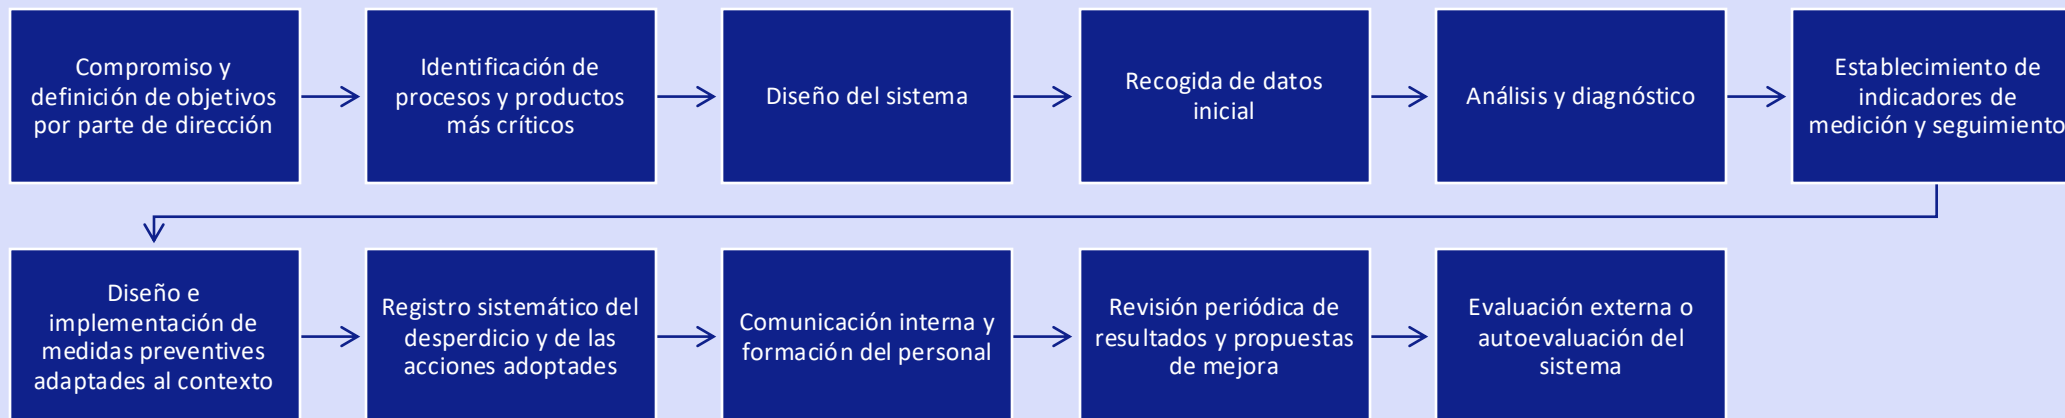 Compromiso y
definición de objetivos
por parte de dirección
Identificación de
procesos y productos
más críticos
Diseño del sistema
Recogida de datos
inicial
Análisis y diagnóstico
Establecimiento de
indicadores de
medición y seguimiento
Diseño e
implementación de
medidas preventives
adaptades al contexto
Registro sistemático del
desperdicio y de las
acciones adoptades
Comunicación interna y
formación del personal
Revisión periódica de
resultados y propuestas
de mejora
Evaluación externa o
autoevaluación del
sistema